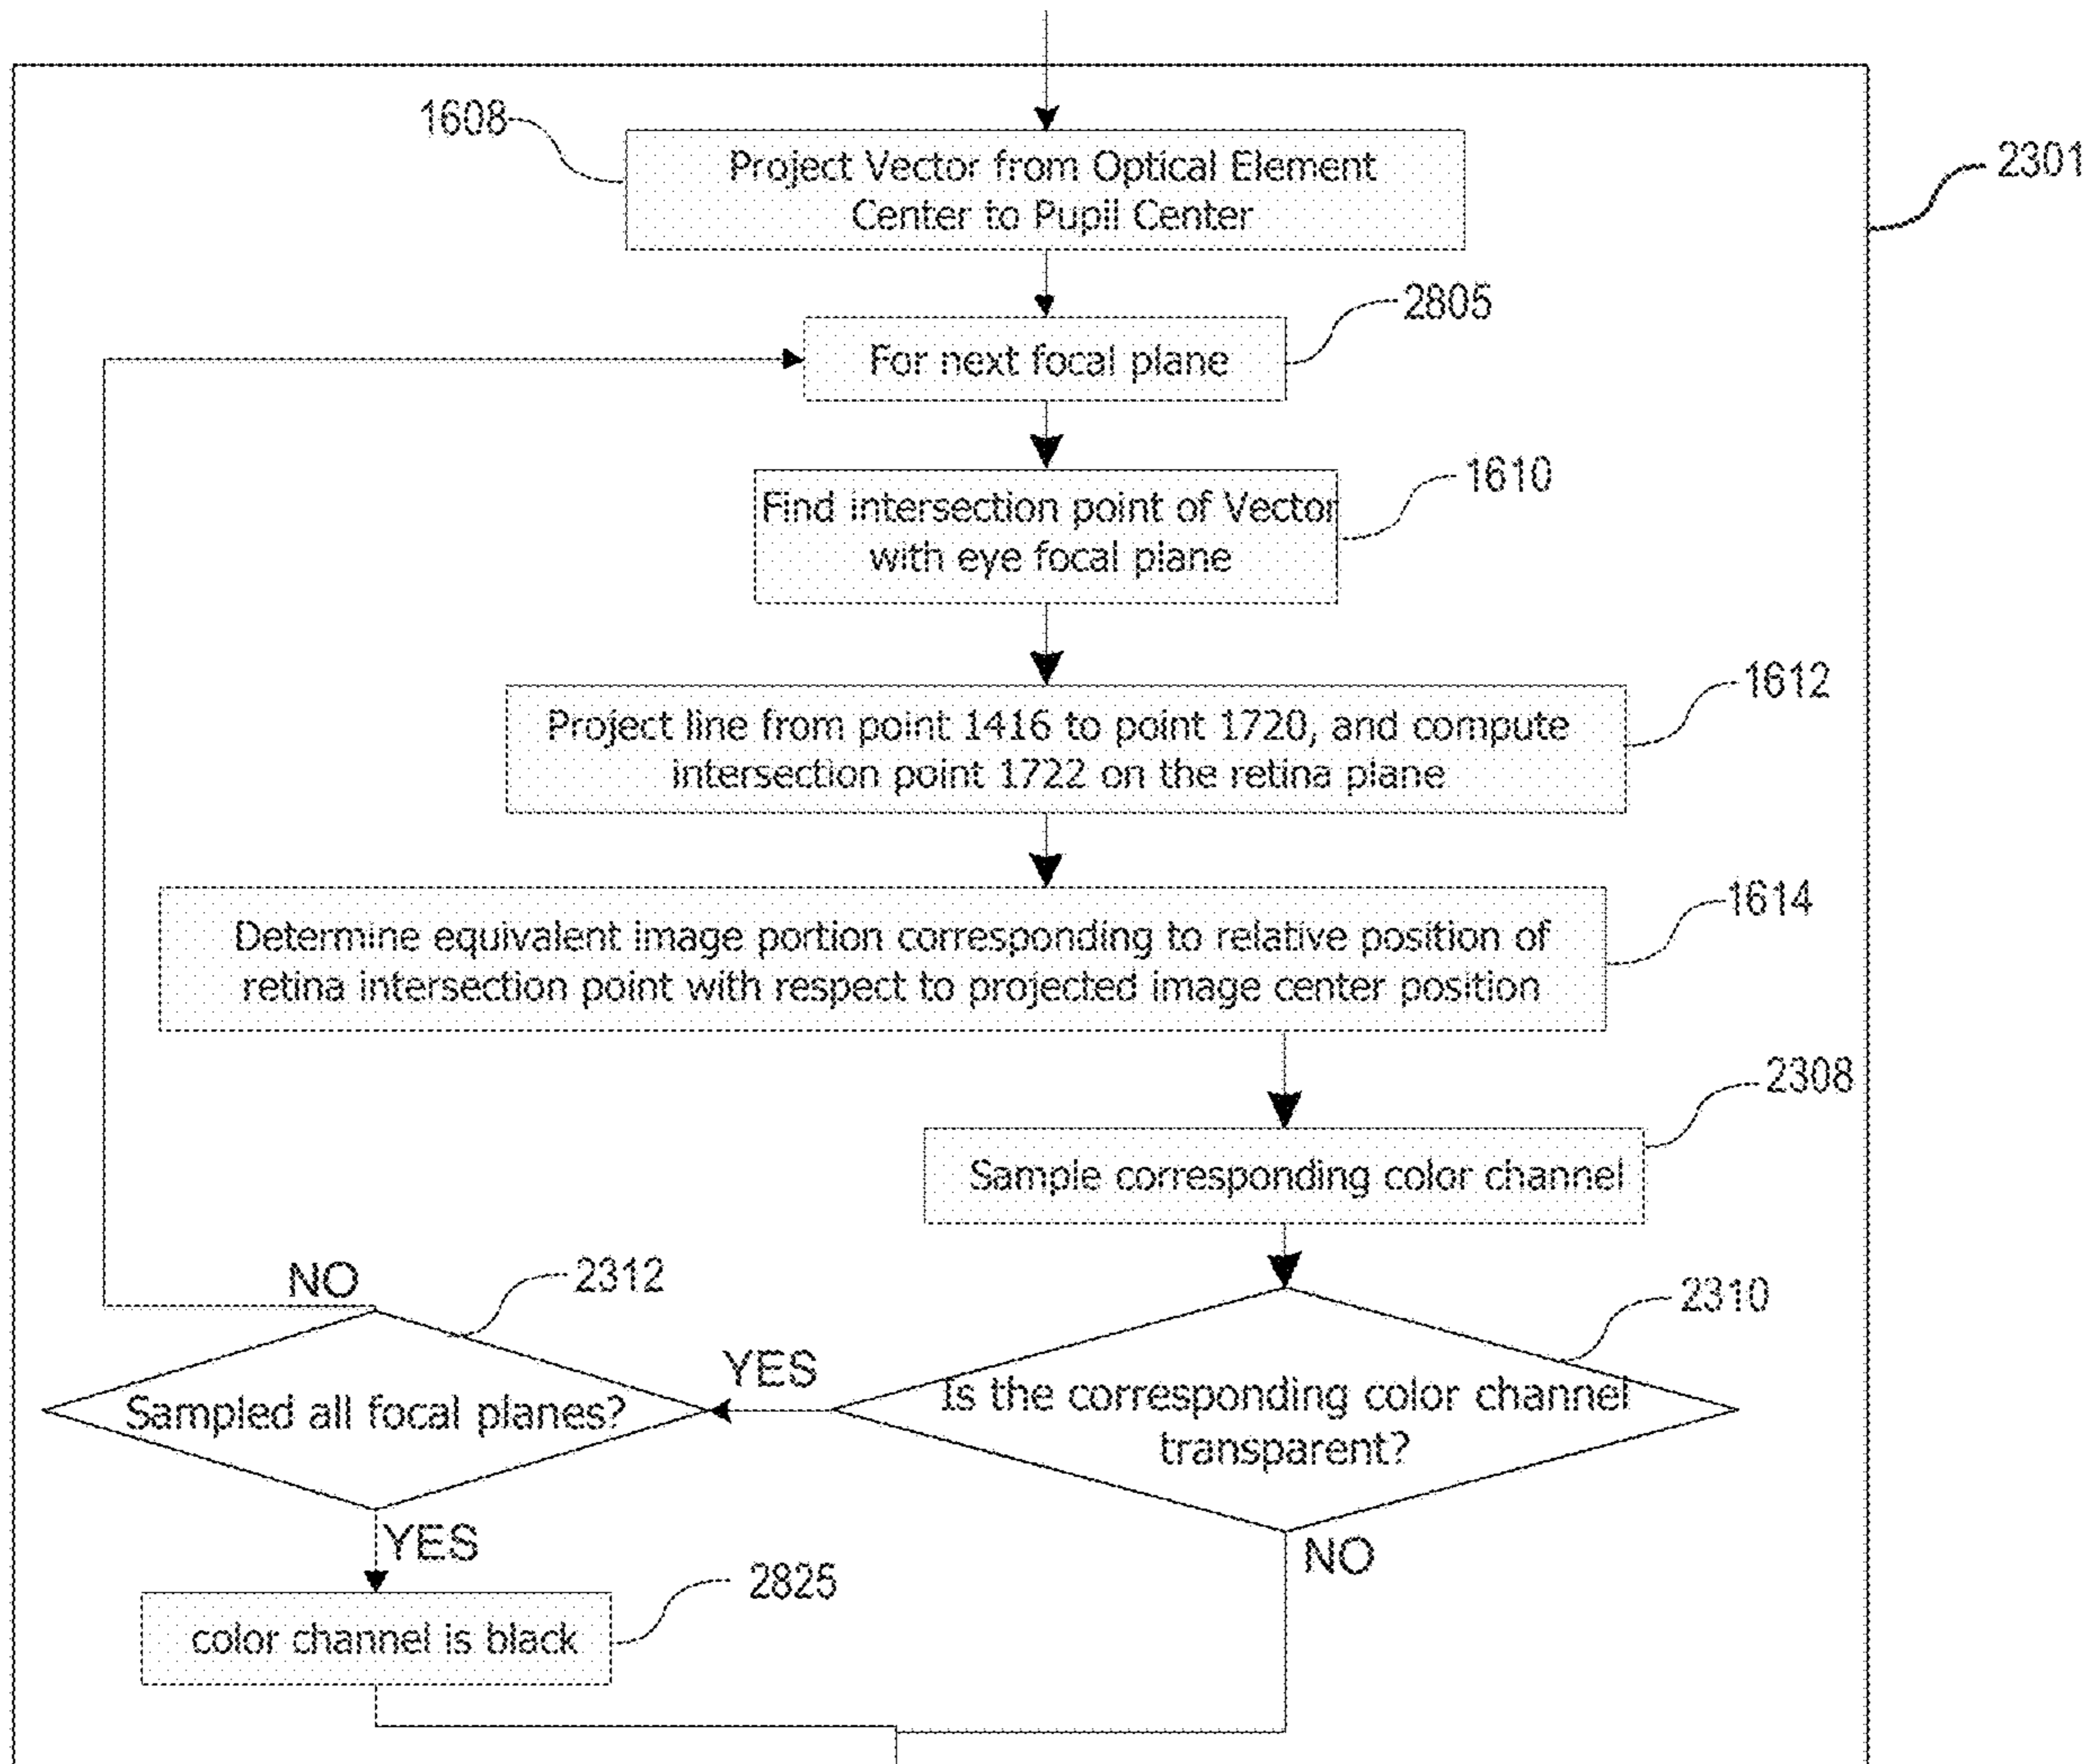 1608
Project Vector from Optical Element
Center to Pupil Center
2301
2805
For next focal plane
1610
Find intersection point of Vector
with eye focal plane
1612
Project line from point 1416 to point 1720, and compute
intersection point 1722 on the retina plane
1614
Determine equivalent image portion corresponding to relative position of
retina intersection point with respect to projected image center position
2308
Sample corresponding color channel
NO
2312
2310
YES
Sampled all focal planes?
Is the corresponding color channel
transparent?
YES
NO
2825
color channel is black